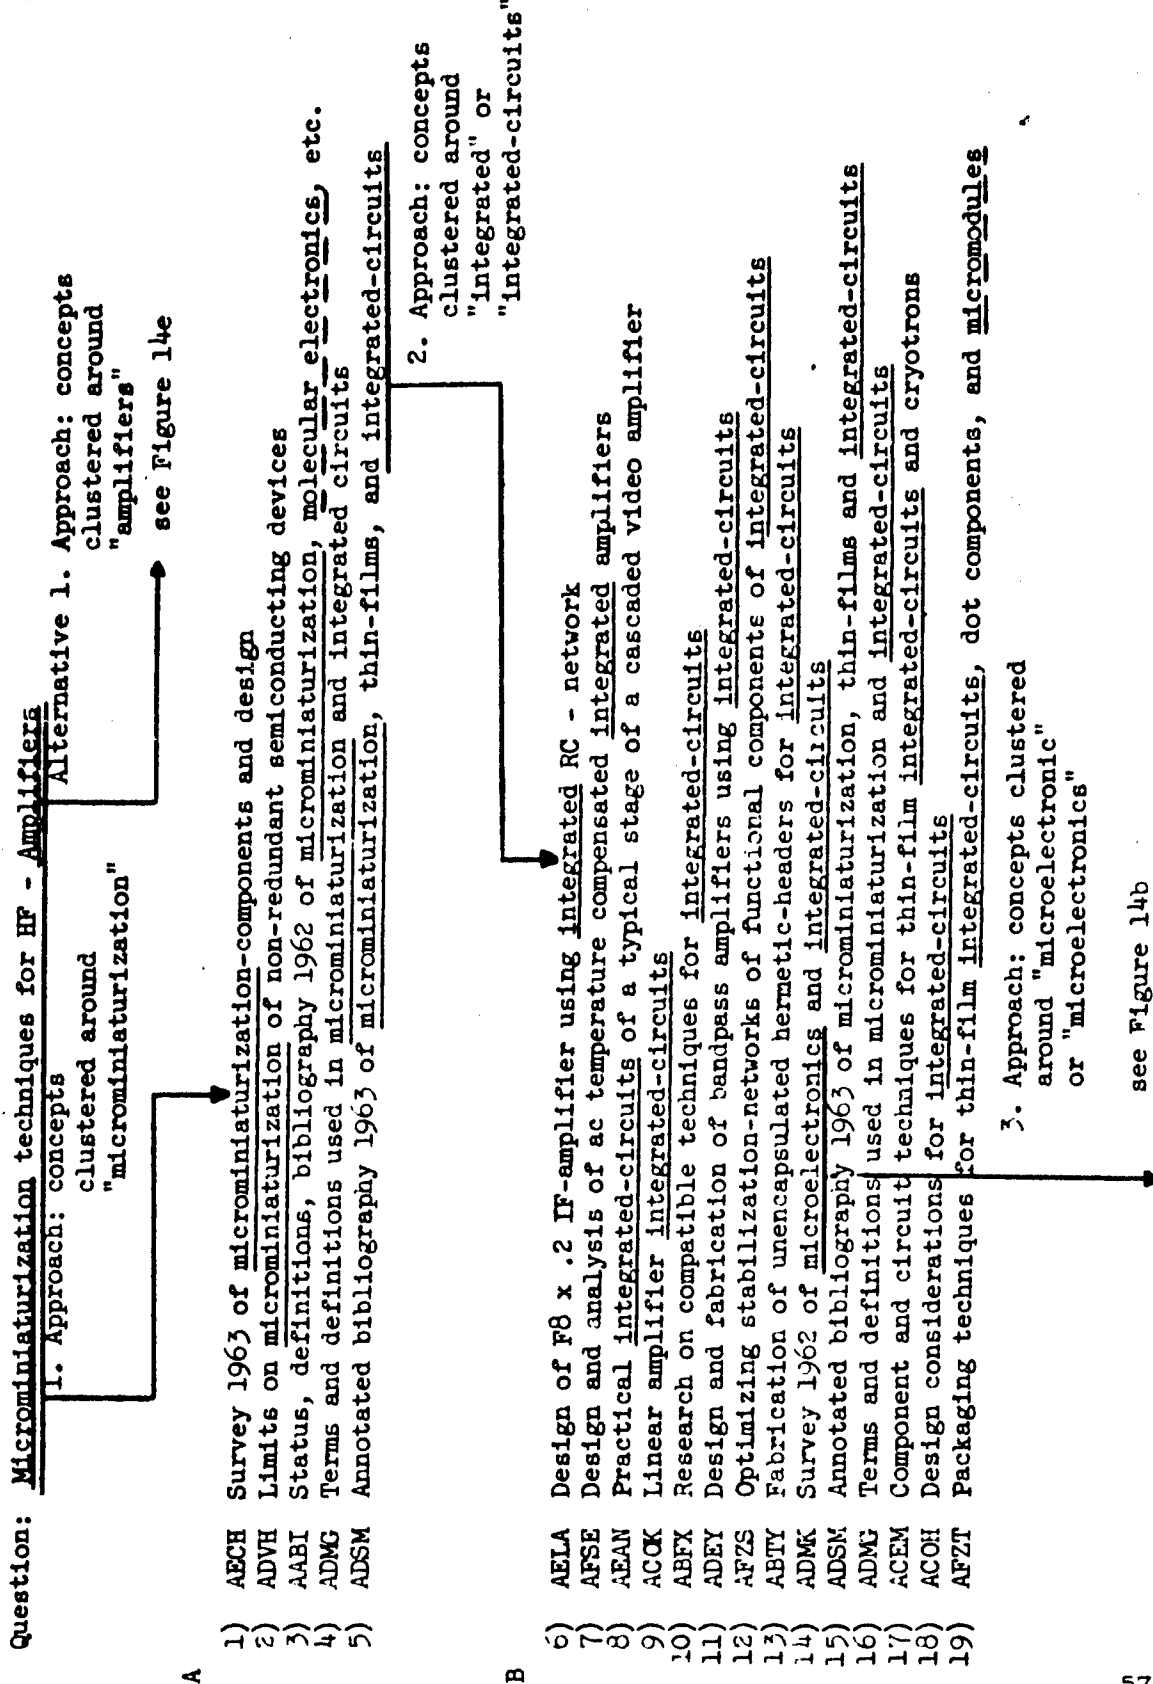 Question: Microminiaturization techniques for HF - Amplifiers
1. Approach: concepts
clustered around
"microminiaturization"
Alternative 1. Approach: concepts
clustered around
"amplifiers"
see Figure 14e
A
1) AECH Survey 1963 of microminiaturization-components and design
2) ADVH Limits on microminiaturization of non-redundant semiconducting devices
3) AABI Status, definitions, bibliography 1962 of microminiaturization, molecular electronics, etc.
4) ADMG Terms and definitions used in microminiaturization and integrated circuits
5) ADSM Annotated bibliography 1963 of microminiaturization, thin-films, and integrated-circuits
2. Approach: concepts
clustered around
"integrated" or
"integrated-circuits"
B
6) AELA Design of F8 x .2 IF-amplifier using integrated RC - network
7) AFSE Design and analysis of ac temperature compensated integrated amplifiers
8) AEAN Practical integrated-circuits of a typical stage of a cascaded video amplifier
9) ACCK Linear amplifier integrated-circuits
10) ABFX Research on compatible techniques for integrated-circuits
11) ADEY Design and fabrication of bandpass amplifiers using integrated-circuits
12) AFZS Optimizing stabilization-networks of functional components of integrated-circuits
13) ABTY Fabrication of unencapsulated hermetic-headers for integrated-circuits
14) ADMK Survey 1962 of microelectronics and integrated-circuits
15) ADSM Annotated bibliography 1963 of microminiaturization, thin-films and integrated-circuits
16) ADMG Terms and definitions used in microminiaturization and integrated-circuits
17) ACEM Component and circuit techniques for thin-film integrated-circuits and cryotrons
18) ACOH Design considerations for integrated-circuits
19) AFZT Packaging techniques for thin-film integrated-circuits, dot components, and micromodules
3. Approach: concepts clustered
around "microelectronic"
or "microelectronics"
see Figure 14b
57